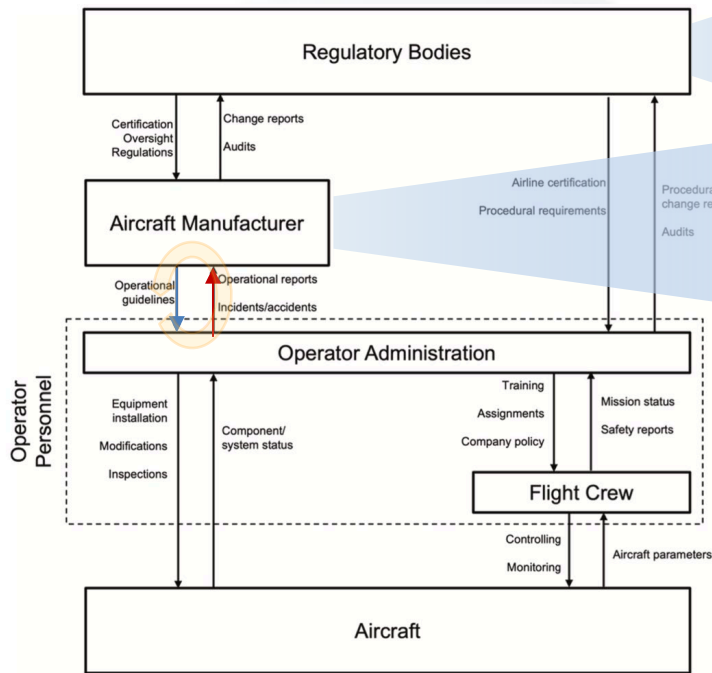 Regulatory Bodies
Certification
Oversight
Regulations
Change reports
Audits
Airline certification
Procedural requirements
Procedural
Audits
Aircraft Manufacturer
Operational
guidelines
Operational reports
Incidents/accidents
Operator
Personnel
Operator Administration
Equipment
installation
Modifications
Inspections
Component/
system status
Training
Assignments
Company policy
Mission status
Safety reports
Flight Crew
Controlling
Monitoring
Aircraft parameters
Aircraft